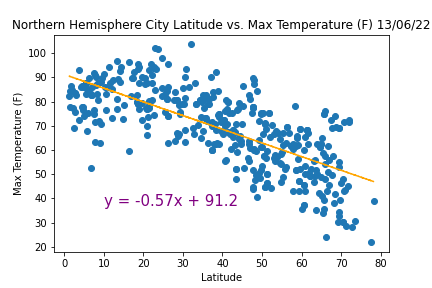 Northern Hemisphere City Latitude vs. Max Temperature (F) 13/06/22
Max Temperature (F)
100
90
80
70
60
50
40
30
20
y = -0.57x + 91.2
0 10 20 30 40 50 60 70 80
Latitude